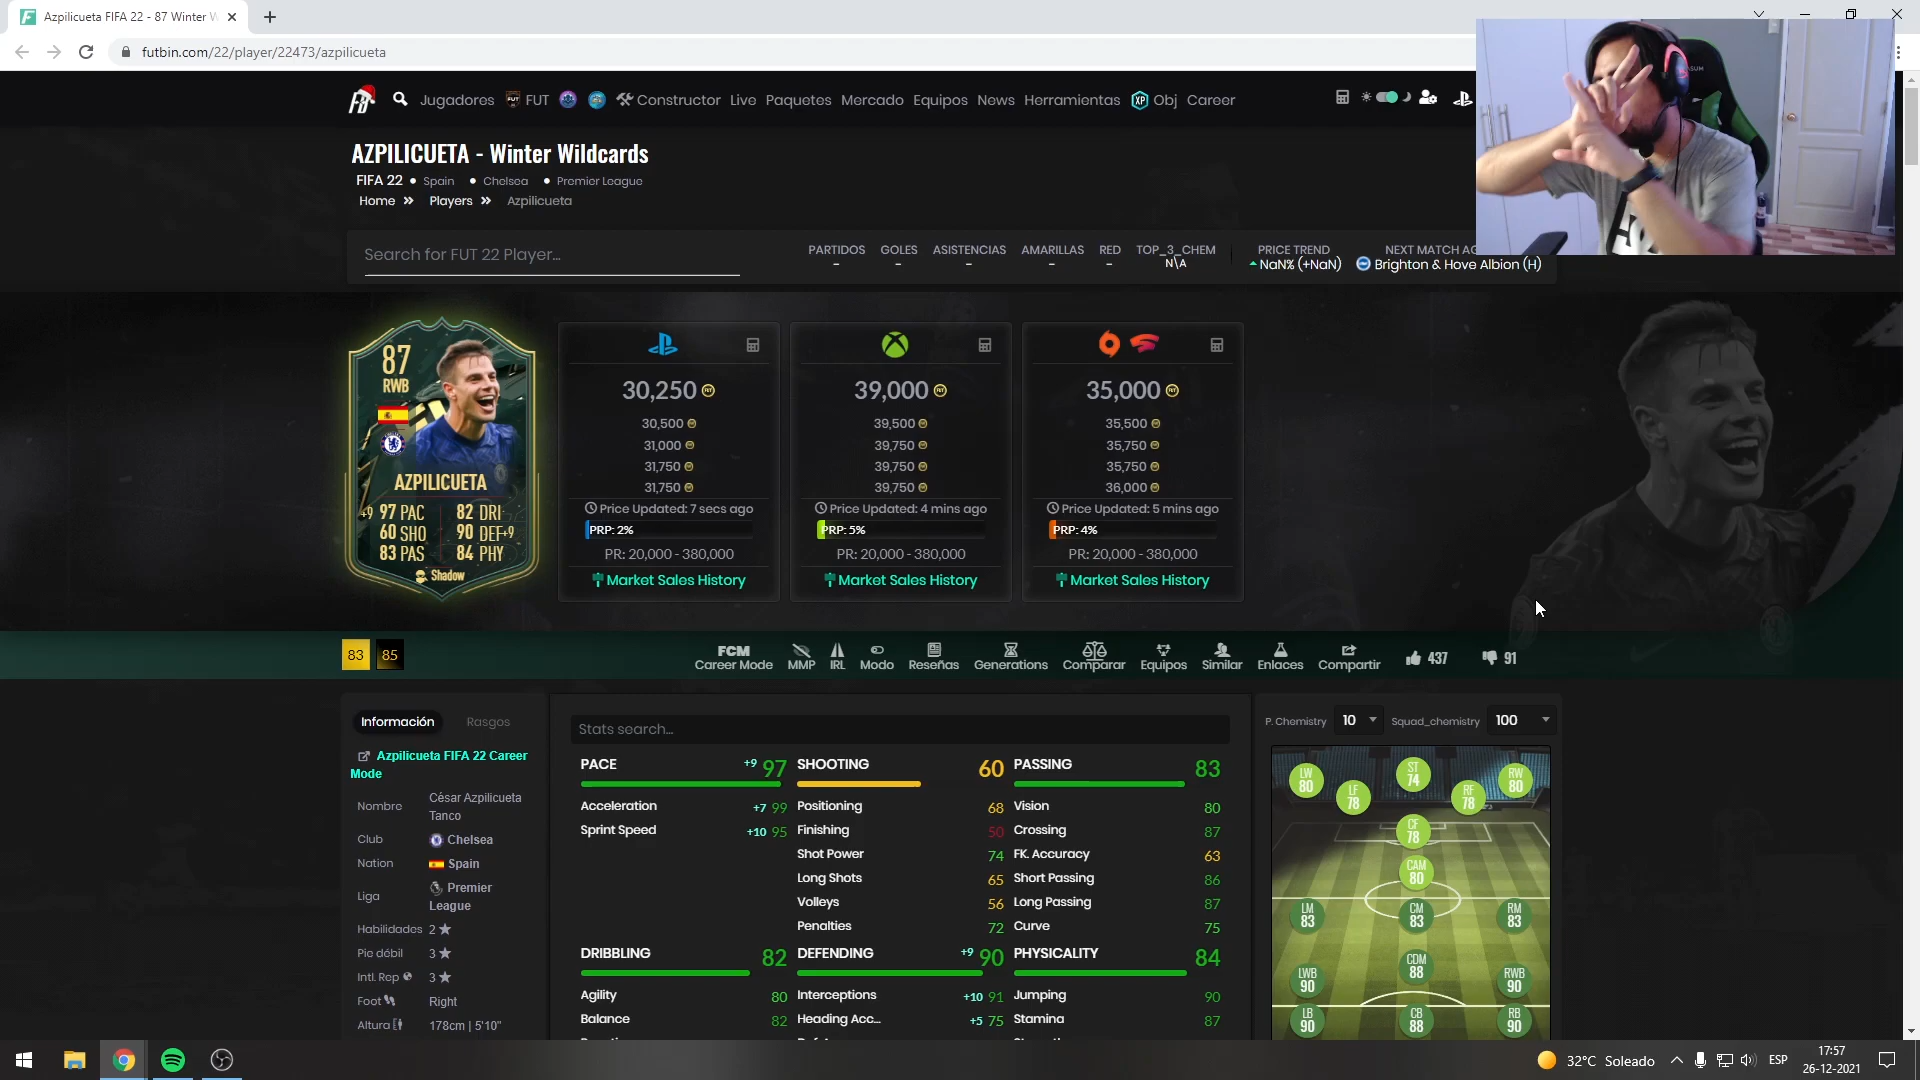 Azpilicueta FIFA 22 - 87 Winter W
futbin.com/22/player/22473/azpilicueta
Jugadores FUT Constructor Live Paquetes Mercado Equipos News Herramientas XP Obj Career
AZPILICUETA - Winter Wildcards
FIFA 22 • Spain • Chelsea • Premier League
Home » Players » Azpilicueta
Search for FUT 22 Player...
PARTIDOS GOLES ASISTENCIAS AMARILLAS RED TOP_3_CHEM PRICE TREND NEXT MATCH AG
- - - - - N\A NaN% (+NaN) Brighton & Hove Albion (H)
87
RWB
AZPILICUETA
+9 97 PAC 82 DRI
60 SHO 90 DEF+9
83 PAS 84 PHY
Shadow
30,250
30,500
31,000
31,750
31,750
Price Updated: 7 secs ago
PRP: 2%
PR: 20,000 - 380,000
Market Sales History
39,000
39,500
39,750
39,750
39,750
Price Updated: 4 mins ago
PRP: 5%
PR: 20,000 - 380,000
Market Sales History
35,000
35,500
35,750
35,750
36,000
Price Updated: 5 mins ago
PRP: 4%
PR: 20,000 - 380,000
Market Sales History
83 85
FCM
Career Mode MMP IRL Modo Reseñas Generations Comparar Equipos Similar Enlaces Compartir 437 91
Información Rasgos
Azpilicueta FIFA 22 Career
Mode
Nombre César Azpilicueta
Tanco
Club Chelsea
Nation Spain
Liga Premier
League
Habilidades 2
Pie débil 3
Intl. Rep 3
Foot Right
Altura 178cm | 5'10"
Stats search...
PACE +9 97
Acceleration +7 99
Sprint Speed +10 95
SHOOTING 60
Positioning 68
Finishing 50
Shot Power 74
Long Shots 65
Volleys 56
Penalties 72
PASSING 83
Vision 80
Crossing 87
FK. Accuracy 63
Short Passing 86
Long Passing 87
Curve 75
DRIBBLING 82
Agility 80
Balance 82
DEFENDING +9 90
Interceptions +10 91
Heading Acc... +5 75
PHYSICALITY 84
Jumping 90
Stamina 87
P. Chemistry 10 Squad_chemistry 100
LW 80
ST 74
RW 80
LF 78
RF 78
CF 78
CAM 80
LM 83
CM 83
RM 83
CDM 88
LWB 90
RWB 90
LB 90
CB 88
RB 90
32°C Soleado ESP 17:57
26-12-2021